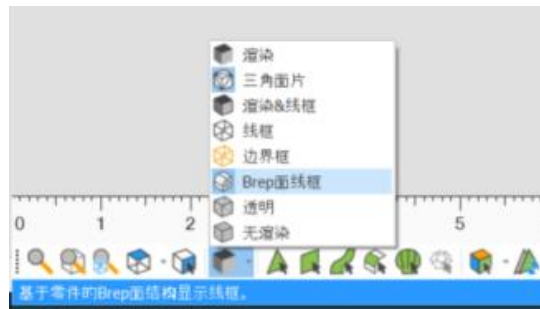 渲染
三角面片
渲染&线框
线框
边界框
Brep面线框
透明
无渲染
0 1 2 5
基于零件的Brep面结构显示线框。